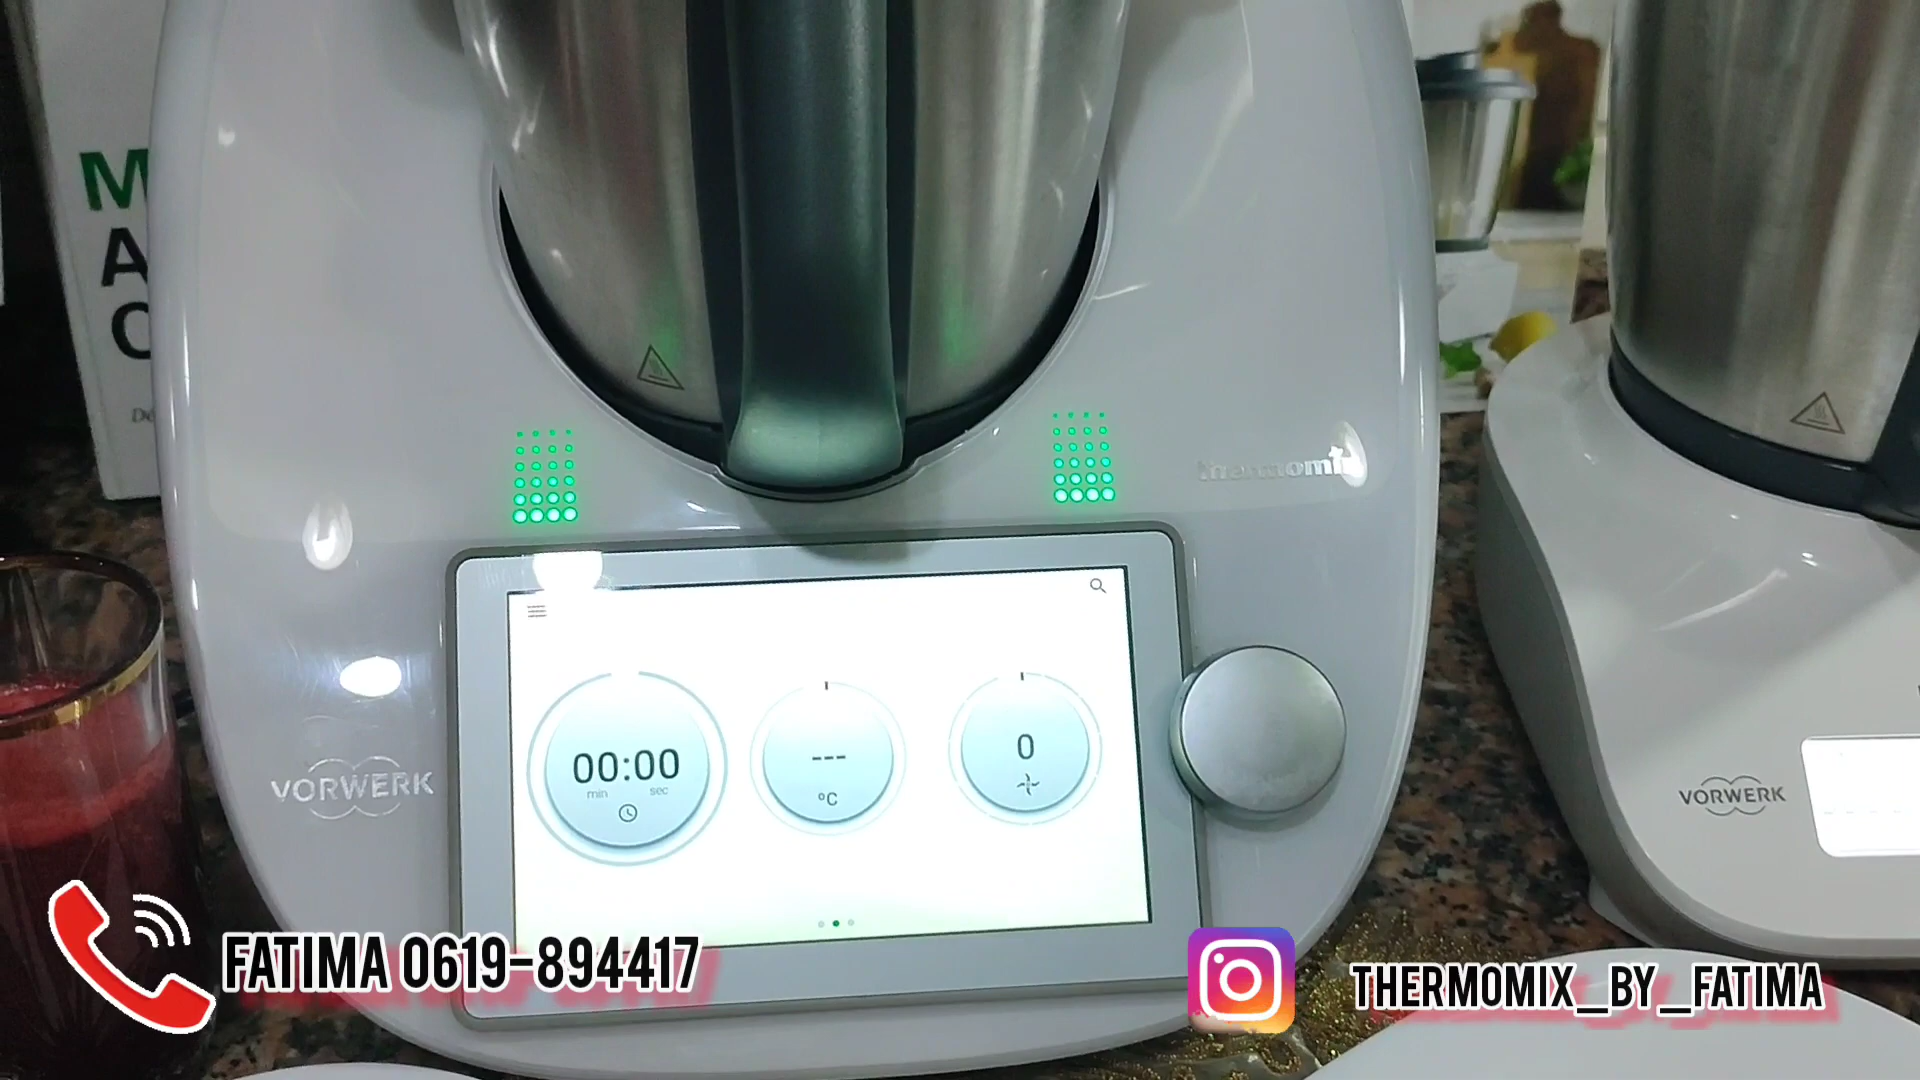 M
A
C
thermomix
00:00
min sec
---
°C
0
VORWERK
VORWERK
FATIMA 0619-894417
THERMOMIX_BY_FATIMA